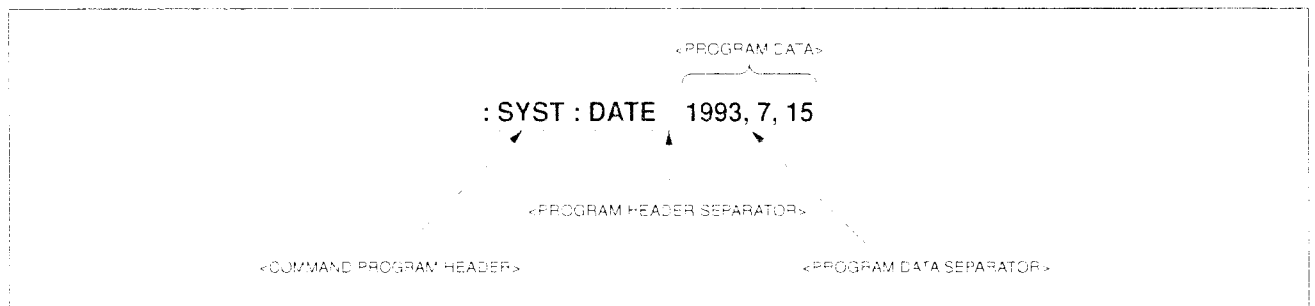 <PROGRAM DATA>
: SYST : DATE 1993, 7, 15
<PROGRAM HEADER SEPARATOR>
<COMMAND PROGRAM HEADER> <PROGRAM DATA SEPARATOR>